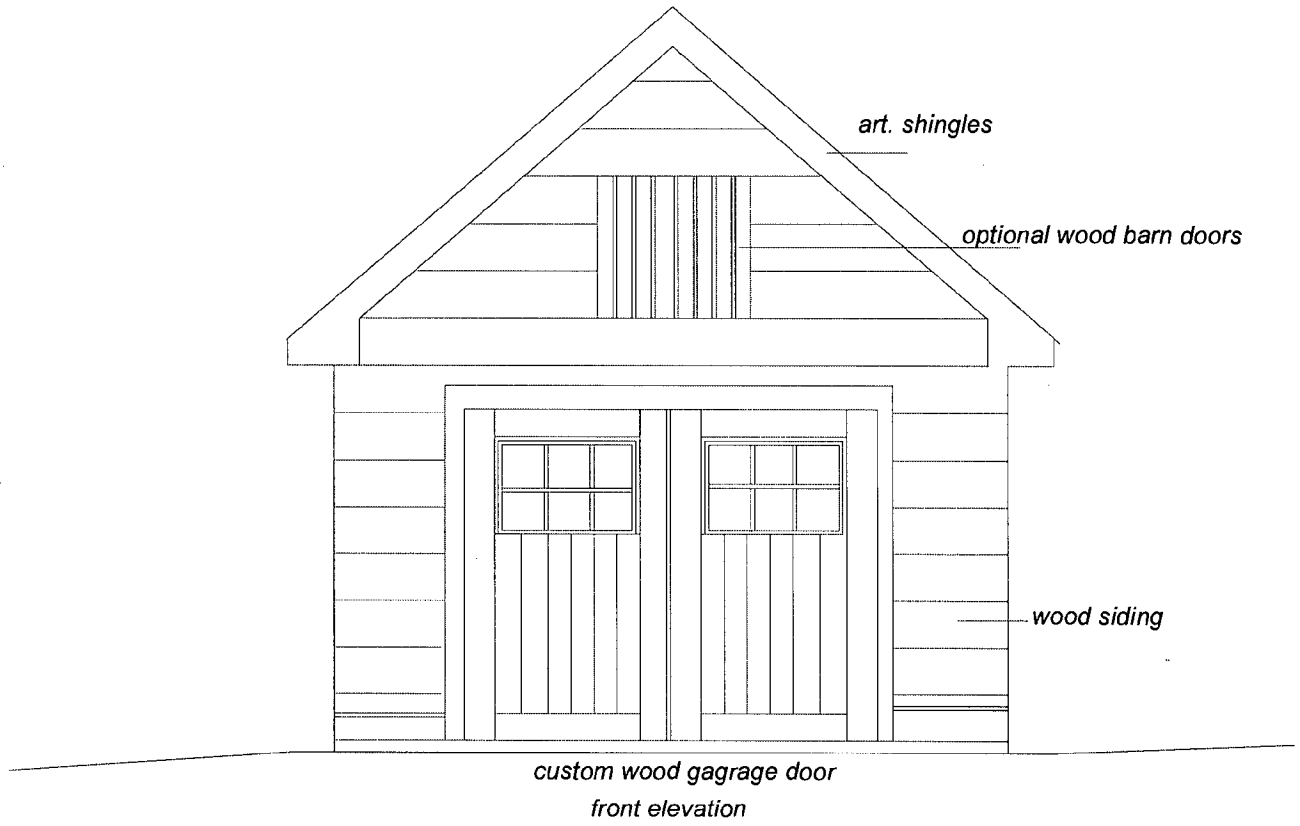 art. shingles
optional wood barn doors
wood siding
custom wood gagrage door
front elevation